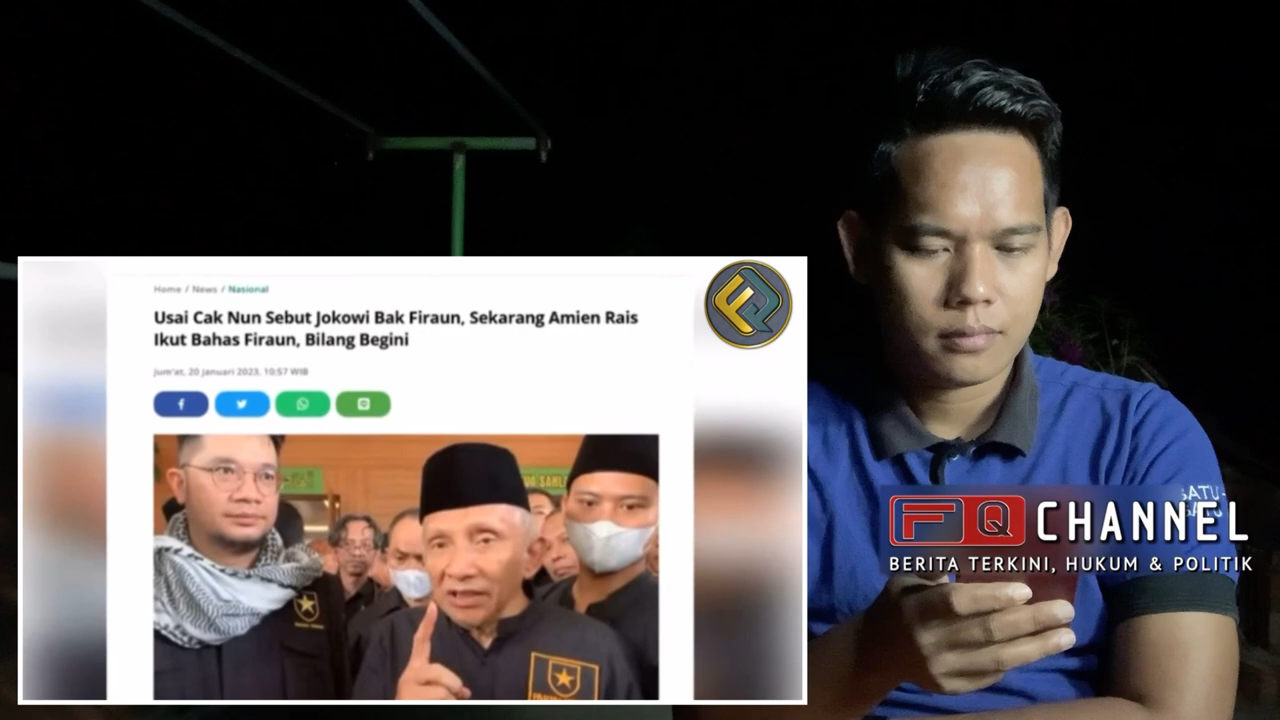 Home / News / Nasional
Usai Cak Nun Sebut Jokowi Bak Firaun, Sekarang Amien Rais
Ikut Bahas Firaun, Bilang Begini
Jum'at, 20 Januari 2023, 10:57 WIB
FQ CHANNEL
BERITA TERKINI, HUKUM & POLITIK